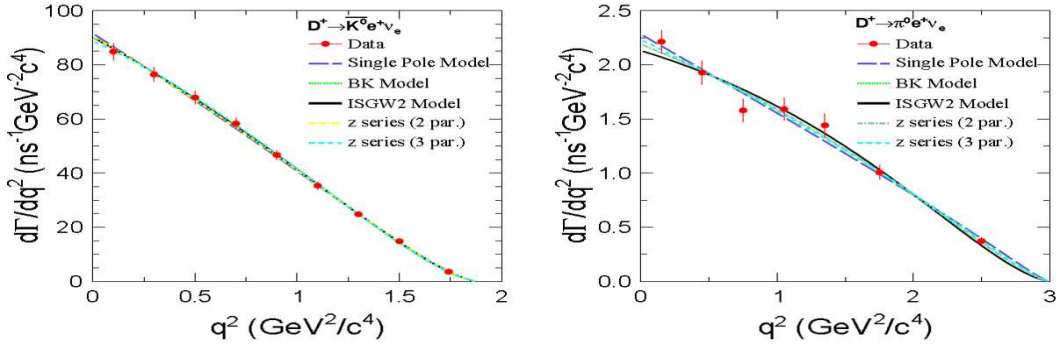 D⁺→K̅⁰e⁺νₑ
Data
Single Pole Model
BK Model
ISGW2 Model
z series (2 par.)
z series (3 par.)
100
80
60
40
20
0
dΓ/dq² (ns⁻¹GeV⁻²c4)
0 0.5 1 1.5 2
q² (GeV²/c⁴)
D⁺→π⁰e⁺νₑ
Data
Single Pole Model
BK Model
ISGW2 Model
z series (2 par.)
z series (3 par.)
2.5
2.0
1.5
1.0
0.5
0.0
dΓ/dq² (ns⁻¹GeV⁻²c4)
0 1 2 3
q² (GeV²/c⁴)